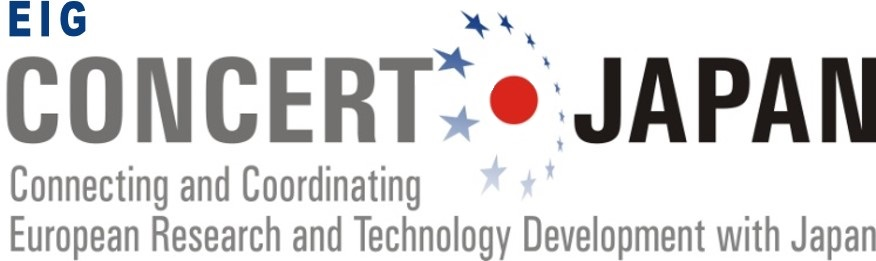 EIG
CONCERT JAPAN
Connecting and Coordinating
European Research and Technology Development with Japan